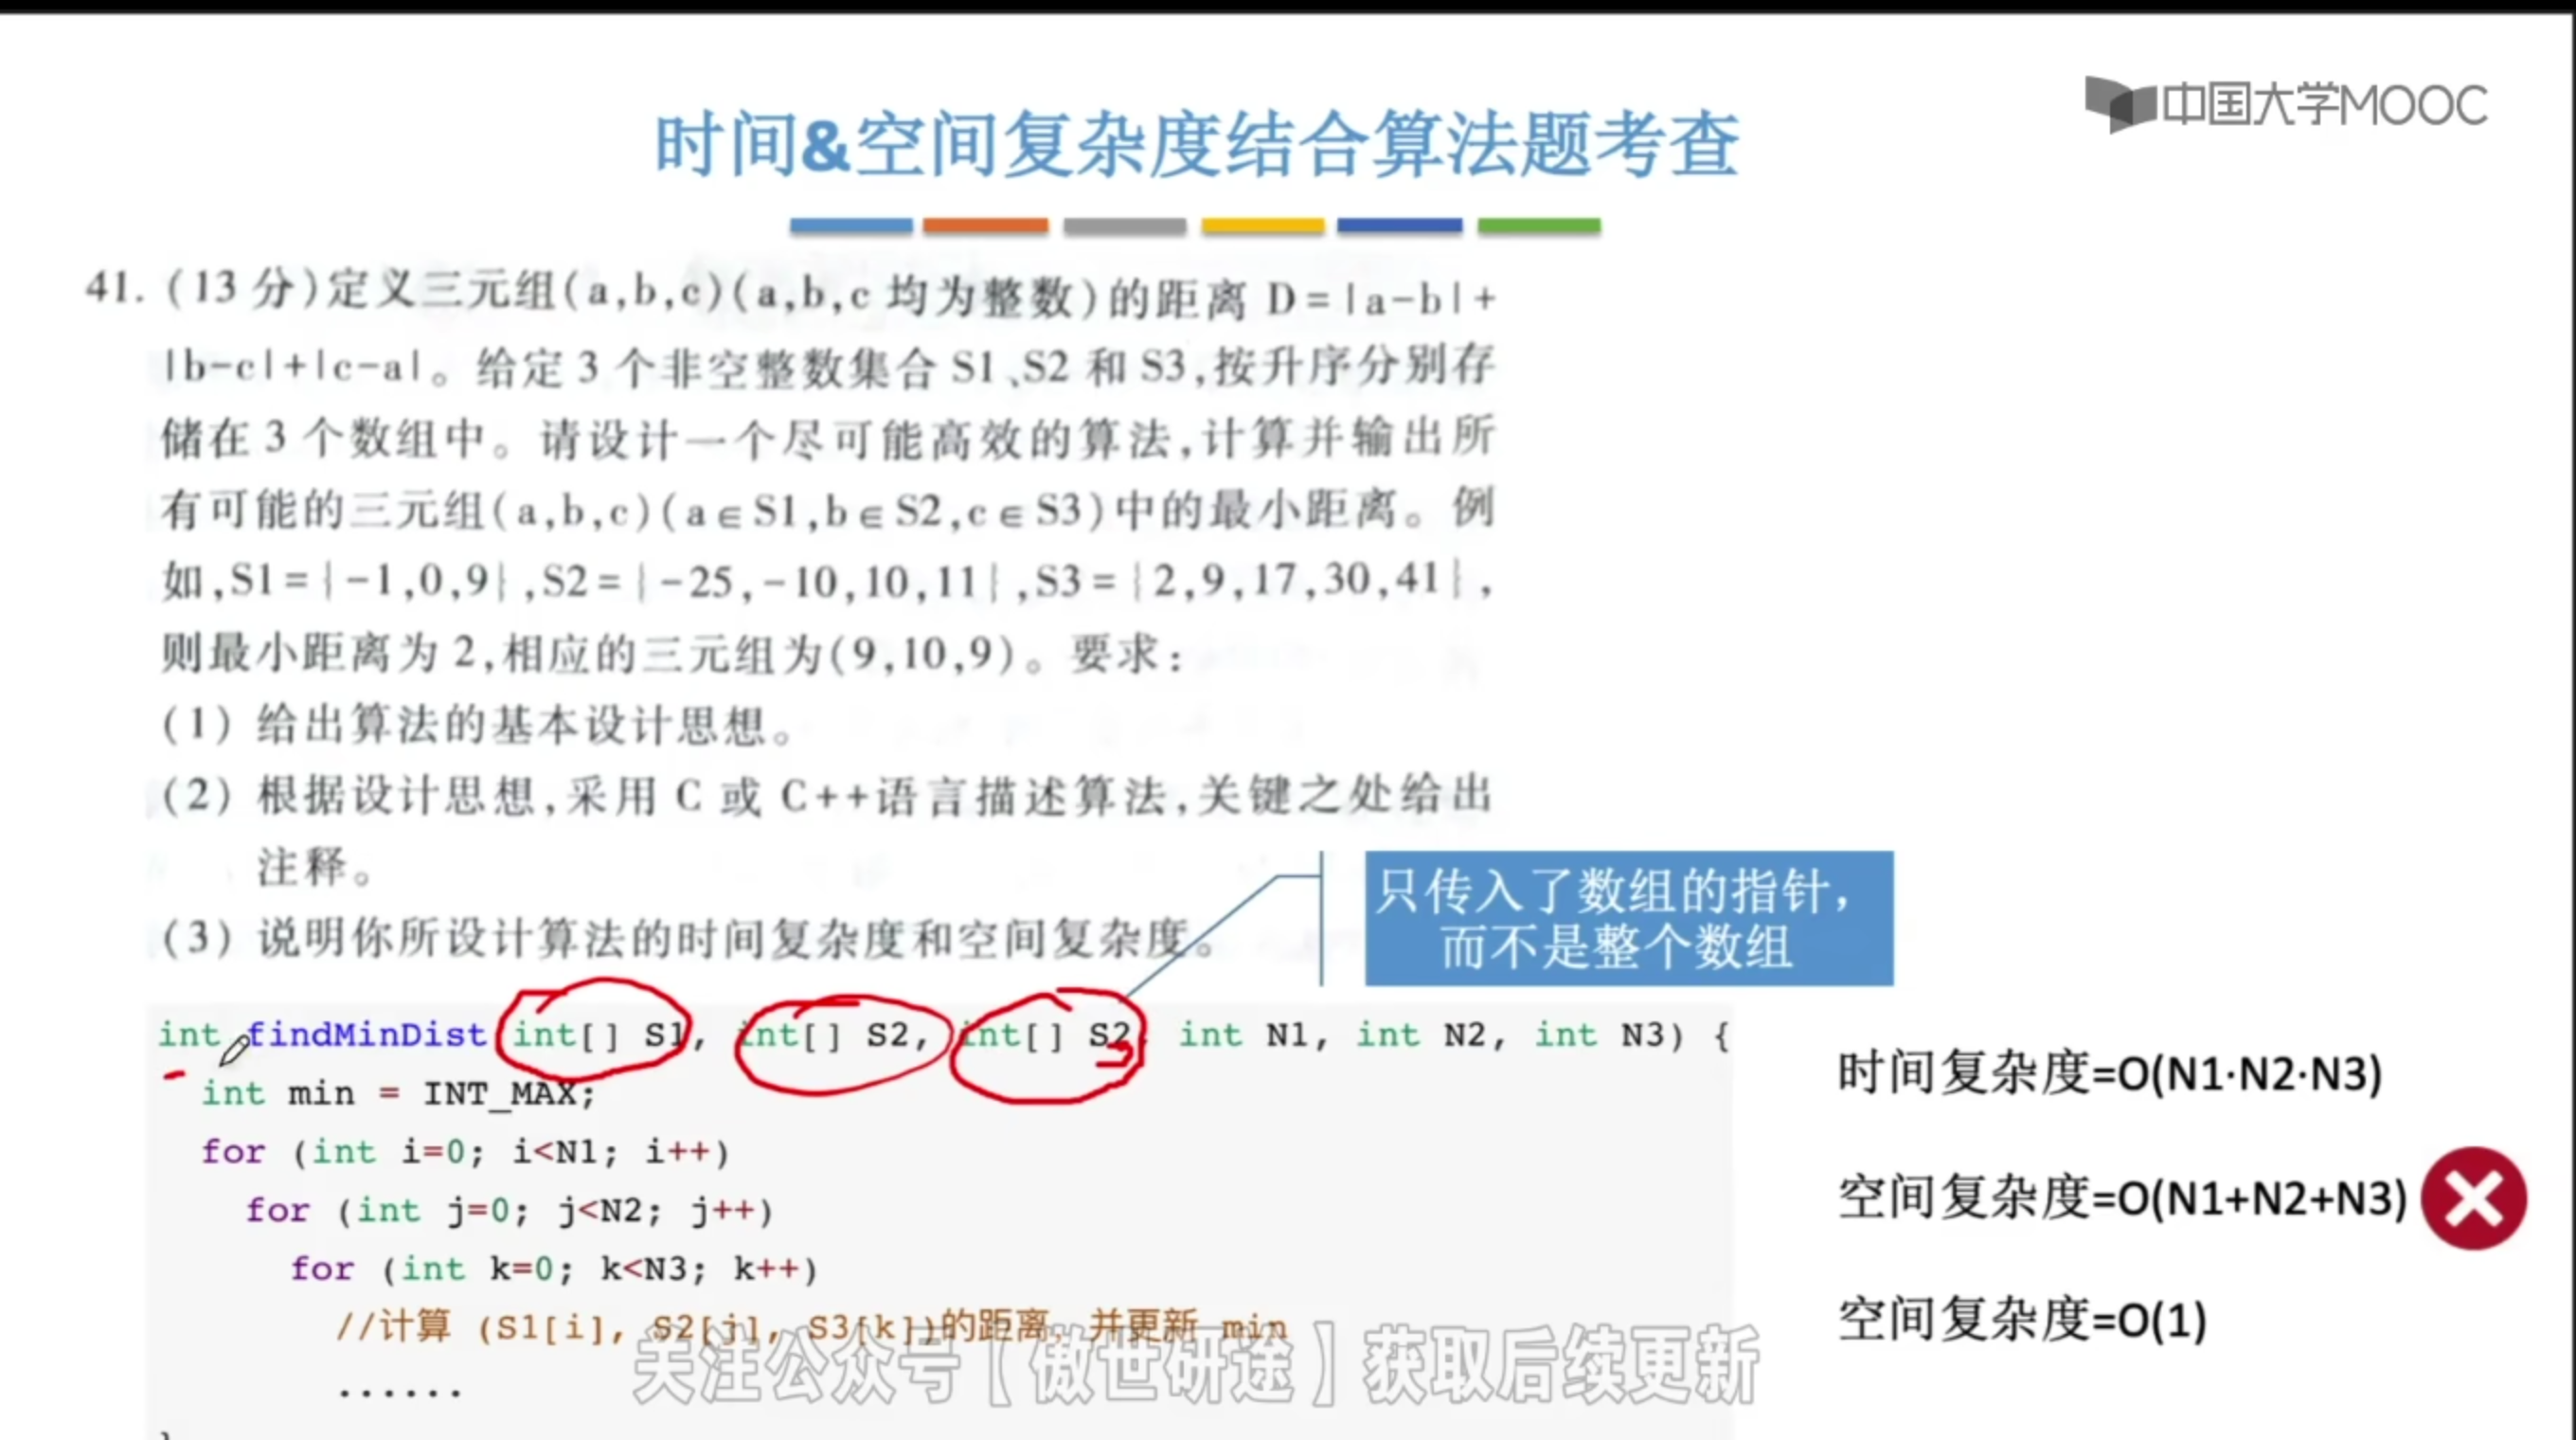 中国大学MOOC
时间&空间复杂度结合算法题考查
41. (13 分)定义三元组(a,b,c)(a,b,c 均为整数)的距离 D=|a-b|+
|b-c|+|c-a|。给定 3 个非空整数集合 S1、S2 和 S3,按升序分别存
储在 3 个数组中。请设计一个尽可能高效的算法,计算并输出所
有可能的三元组(a,b,c)(a∈S1,b∈S2,c∈S3)中的最小距离。例
如,S1={-1,0,9},S2={-25,-10,10,11},S3={2,9,17,30,41},
则最小距离为 2,相应的三元组为(9,10,9)。要求:
(1) 给出算法的基本设计思想。
(2) 根据设计思想,采用 C 或 C++语言描述算法,关键之处给出
注释。
(3) 说明你所设计算法的时间复杂度和空间复杂度。
只传入了数组的指针,
而不是整个数组
int findMinDist int[] S1, int[] S2, int[] S2, int N1, int N2, int N3) {
int min = INT_MAX;
for (int i=0; i<N1; i++)
for (int j=0; j<N2; j++)
for (int k=0; k<N3; k++)
//计算 (S1[i], S2[j], S3[k])的距离,并更新 min
......
}
时间复杂度=O(N1·N2·N3)
空间复杂度=O(N1+N2+N3)
空间复杂度=O(1)
关注公众号【傲世研途】获取后续更新